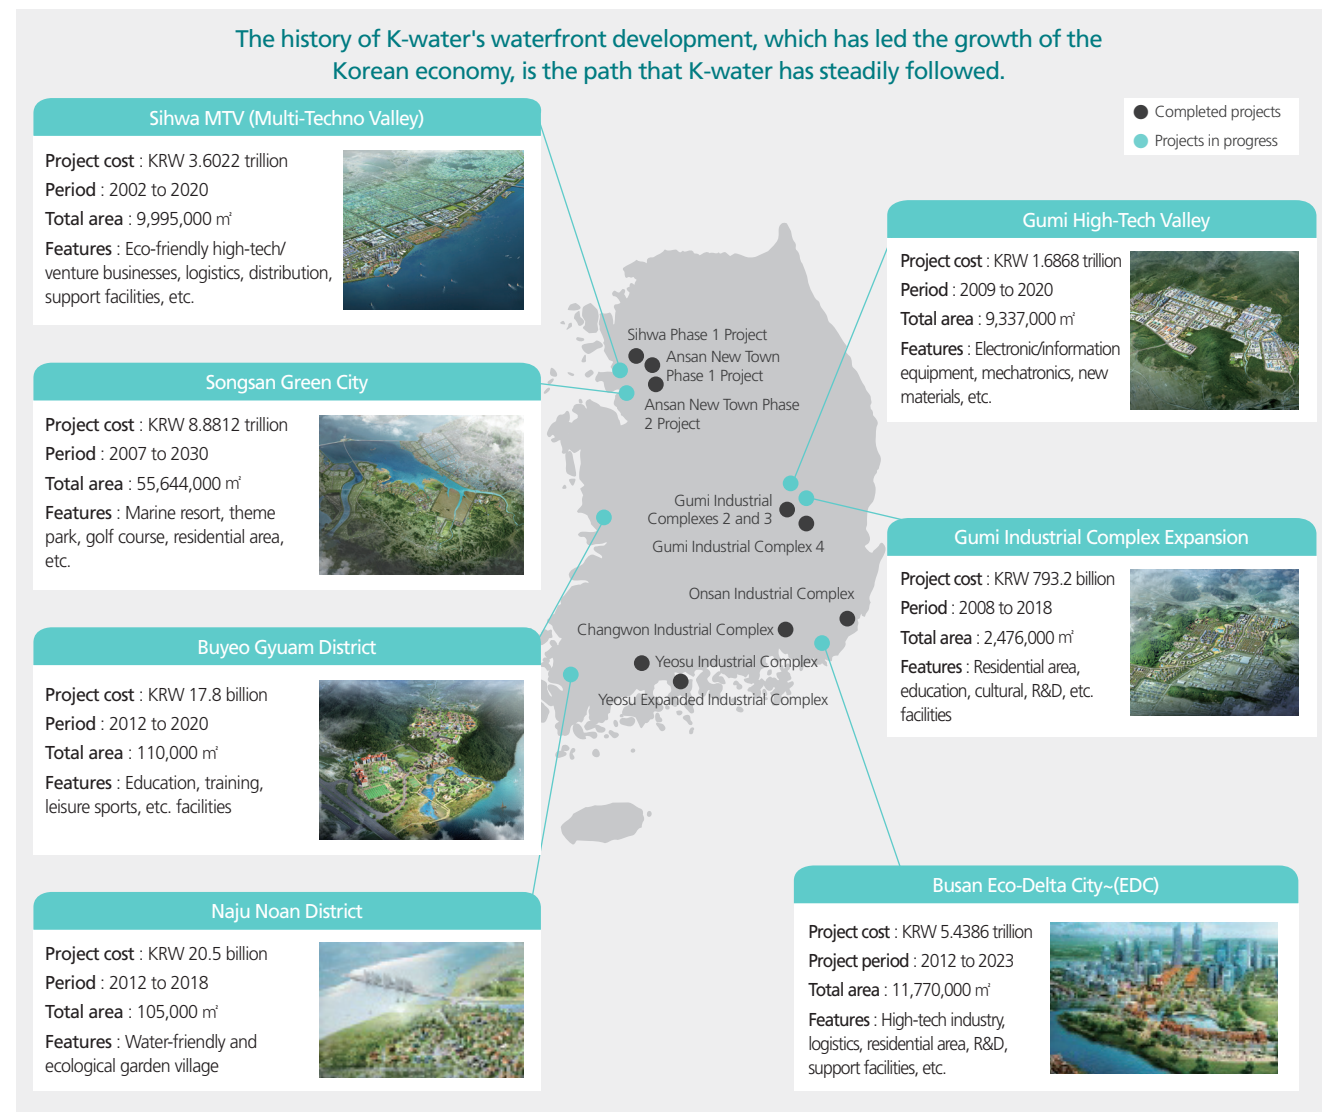 The history of K-water's waterfront development, which has led the growth of the
Korean economy, is the path that K-water has steadily followed.
Completed projects
Projects in progress
Sihwa MTV (Multi-Techno Valley)
Project cost : KRW 3.6022 trillion
Period : 2002 to 2020
Total area : 9,995,000 ㎡
Features : Eco-friendly high-tech/
venture businesses, logistics, distribution,
support facilities, etc.
Songsan Green City
Project cost : KRW 8.8812 trillion
Period : 2007 to 2030
Total area : 55,644,000 ㎡
Features : Marine resort, theme
park, golf course, residential area,
etc.
Buyeo Gyuam District
Project cost : KRW 17.8 billion
Period : 2012 to 2020
Total area : 110,000 ㎡
Features : Education, training,
leisure sports, etc. facilities
Naju Noan District
Project cost : KRW 20.5 billion
Period : 2012 to 2018
Total area : 105,000 ㎡
Features : Water-friendly and
ecological garden village
Sihwa Phase 1 Project
Ansan New Town
Phase 1 Project
Ansan New Town Phase
2 Project
Gumi Industrial
Complexes 2 and 3
Gumi Industrial Complex 4
Onsan Industrial Complex
Changwon Industrial Complex
Yeosu Industrial Complex
Yeosu Expanded Industrial Complex
Gumi High-Tech Valley
Project cost : KRW 1.6868 trillion
Period : 2009 to 2020
Total area : 9,337,000 ㎡
Features : Electronic/information
equipment, mechatronics, new
materials, etc.
Gumi Industrial Complex Expansion
Project cost : KRW 793.2 billion
Period : 2008 to 2018
Total area : 2,476,000 ㎡
Features : Residential area,
education, cultural, R&D, etc.
facilities
Busan Eco-Delta City~(EDC)
Project cost : KRW 5.4386 trillion
Project period : 2012 to 2023
Total area : 11,770,000 ㎡
Features : High-tech industry,
logistics, residential area, R&D,
support facilities, etc.